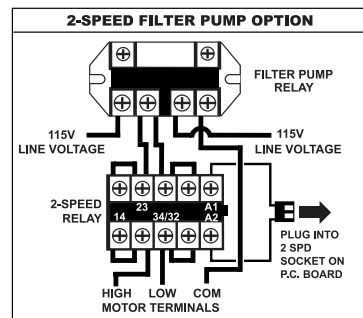 2-SPEED FILTER PUMP OPTION
FILTER PUMP
RELAY
115V
LINE VOLTAGE
115V
LINE VOLTAGE
2-SPEED
RELAY
23
14
34/32
A1
A2
PLUG INTO
2 SPD
SOCKET ON
P.C. BOARD
HIGH LOW COM
MOTOR TERMINALS